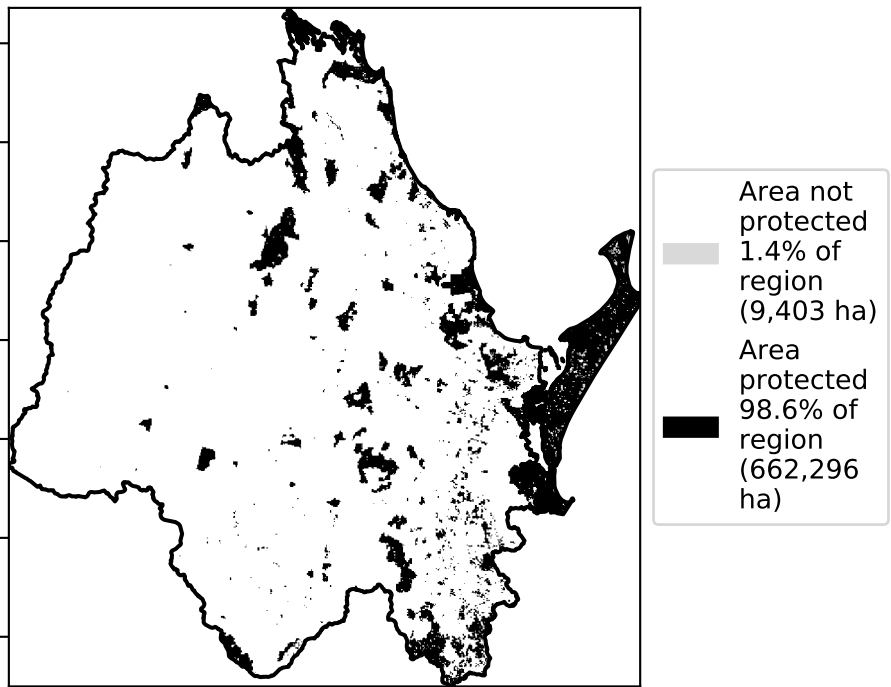 Area not
protected
1.4% of
region
(9,403 ha)
Area
protected
98.6% of
region
(662,296
ha)